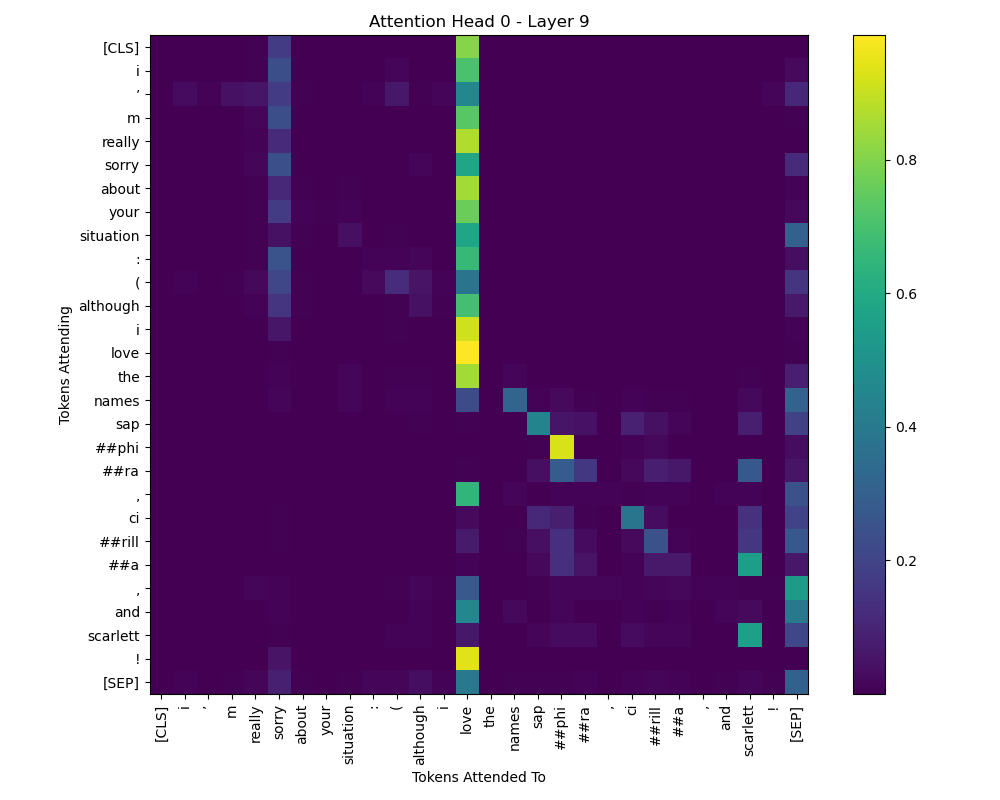 Attention Head 0 - Layer 9
Tokens Attending
[CLS]
i
’
m
really
sorry
about
your
situation
:
(
although
i
love
the
names
sap
##phi
##ra
,
ci
##rill
##a
,
and
scarlett
!
[SEP]
[CLS]
i
’
m
really
sorry
about
your
situation
:
(
although
i
love
the
names
sap
##phi
##ra
,
ci
##rill
##a
,
and
scarlett
!
[SEP]
Tokens Attended To
0.8
0.6
0.4
0.2